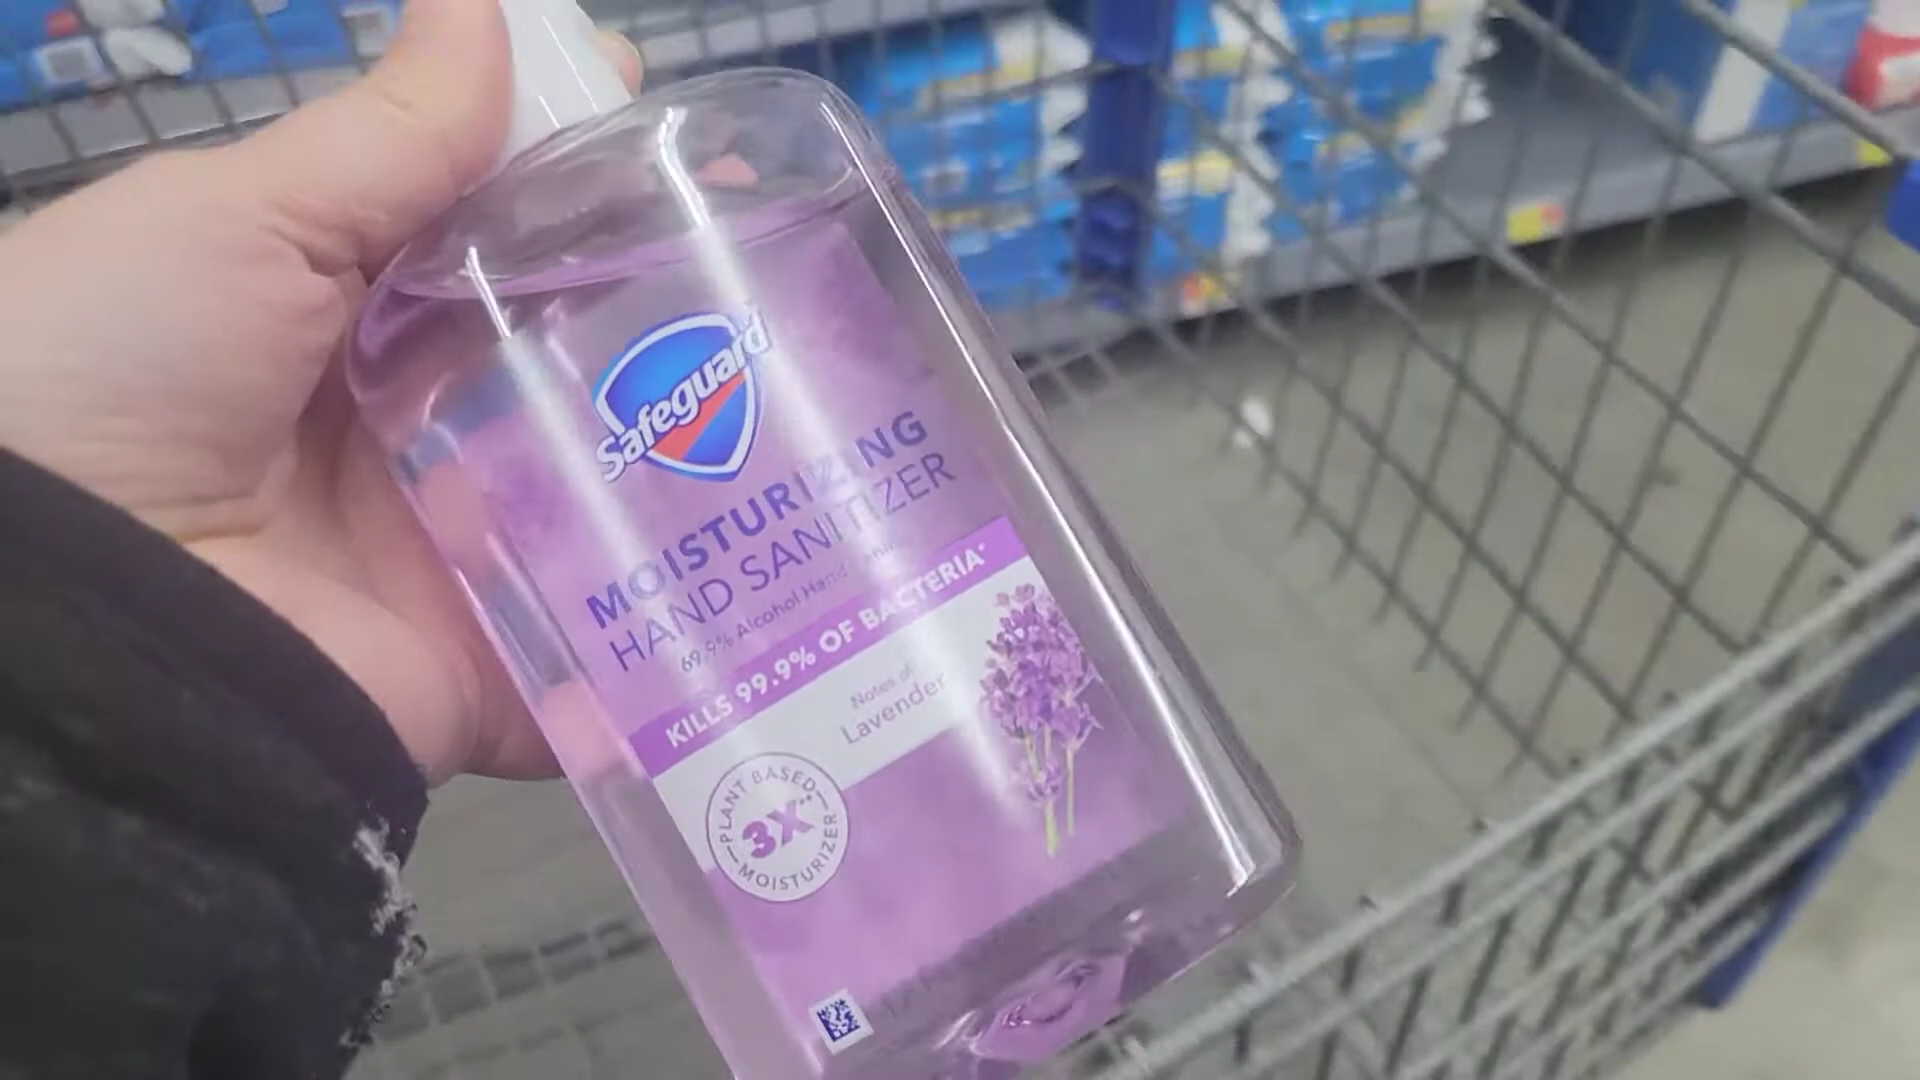 Safeguard
MOISTURIZING
HAND SANITIZER
69.9% Alcohol Hand
KILLS 99.9% OF BACTERIA*
Notes of
Lavender
PLANT BASED
3X**
MOISTURIZER